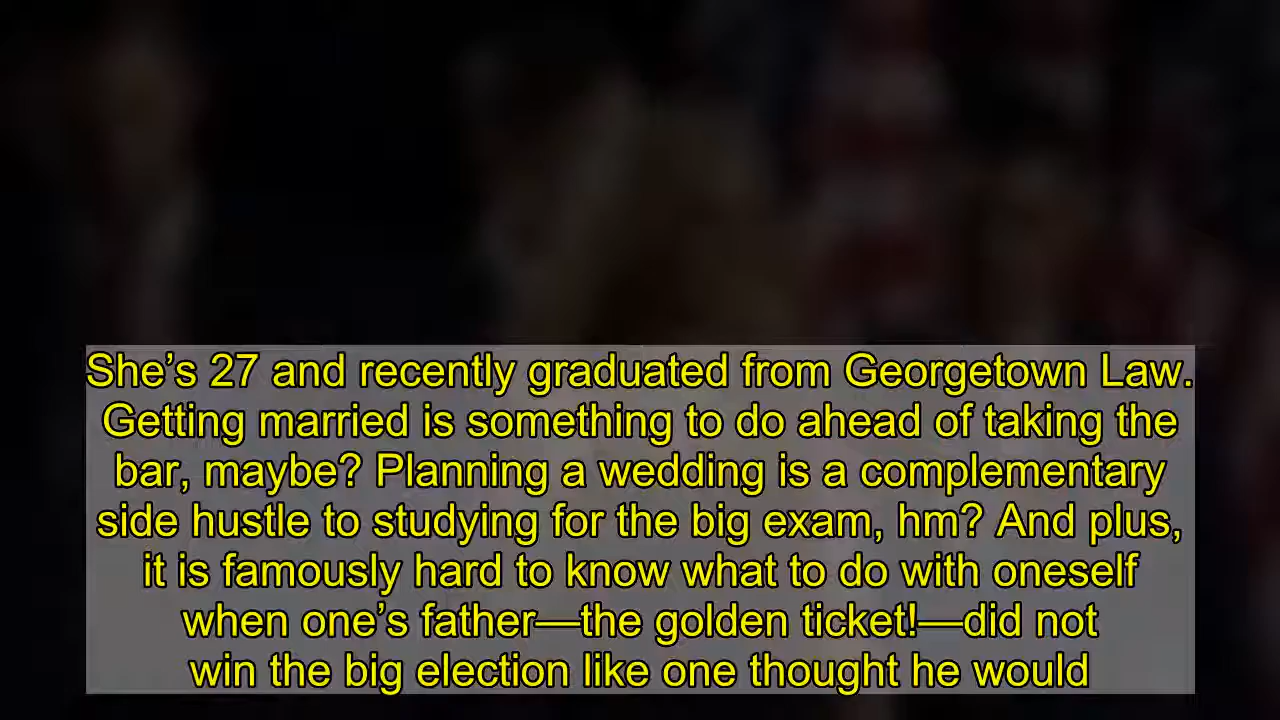 She’s 27 and recently graduated from Georgetown Law.
Getting married is something to do ahead of taking the
bar, maybe? Planning a wedding is a complementary
side hustle to studying for the big exam, hm? And plus,
it is famously hard to know what to do with oneself
when one’s father—the golden ticket!—did not
win the big election like one thought he would